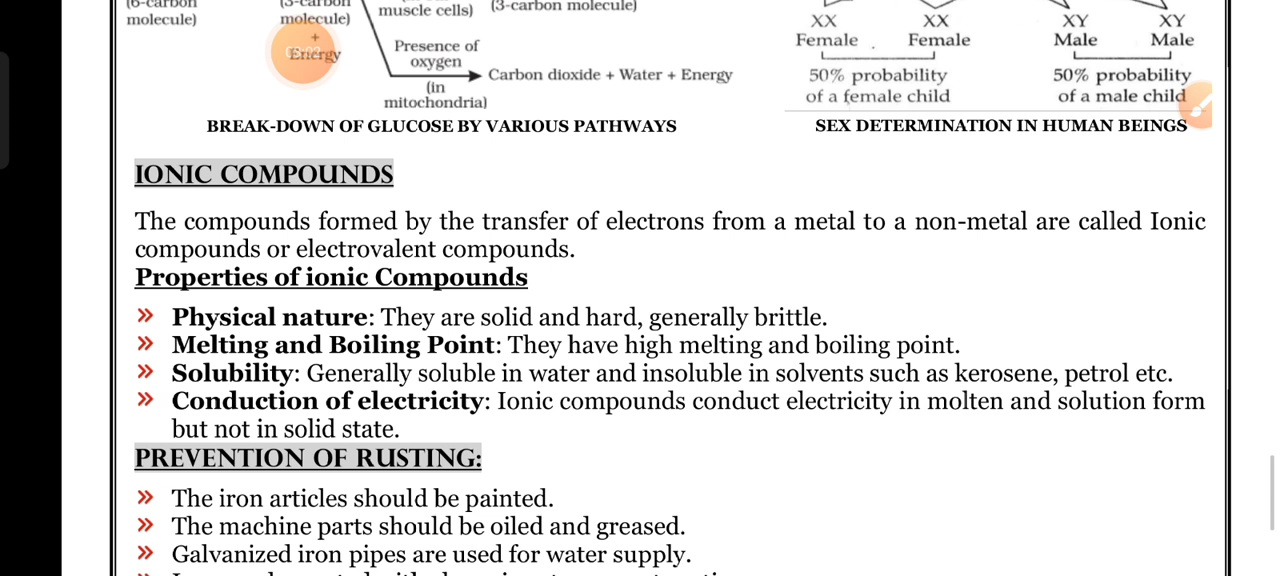 (6-carbon
molecule)
(3-carbon
molecule)
+
Energy
muscle cells) (3-carbon molecule)
Presence of
oxygen
(in
mitochondria)
Carbon dioxide + Water + Energy
XX XX XY XY
Female Female Male Male
50% probability
of a female child
50% probability
of a male child
BREAK-DOWN OF GLUCOSE BY VARIOUS PATHWAYS
SEX DETERMINATION IN HUMAN BEINGS
IONIC COMPOUNDS
The compounds formed by the transfer of electrons from a metal to a non-metal are called Ionic
compounds or electrovalent compounds.
Properties of ionic Compounds
» Physical nature: They are solid and hard, generally brittle.
» Melting and Boiling Point: They have high melting and boiling point.
» Solubility: Generally soluble in water and insoluble in solvents such as kerosene, petrol etc.
» Conduction of electricity: Ionic compounds conduct electricity in molten and solution form
but not in solid state.
PREVENTION OF RUSTING:
» The iron articles should be painted.
» The machine parts should be oiled and greased.
» Galvanized iron pipes are used for water supply.